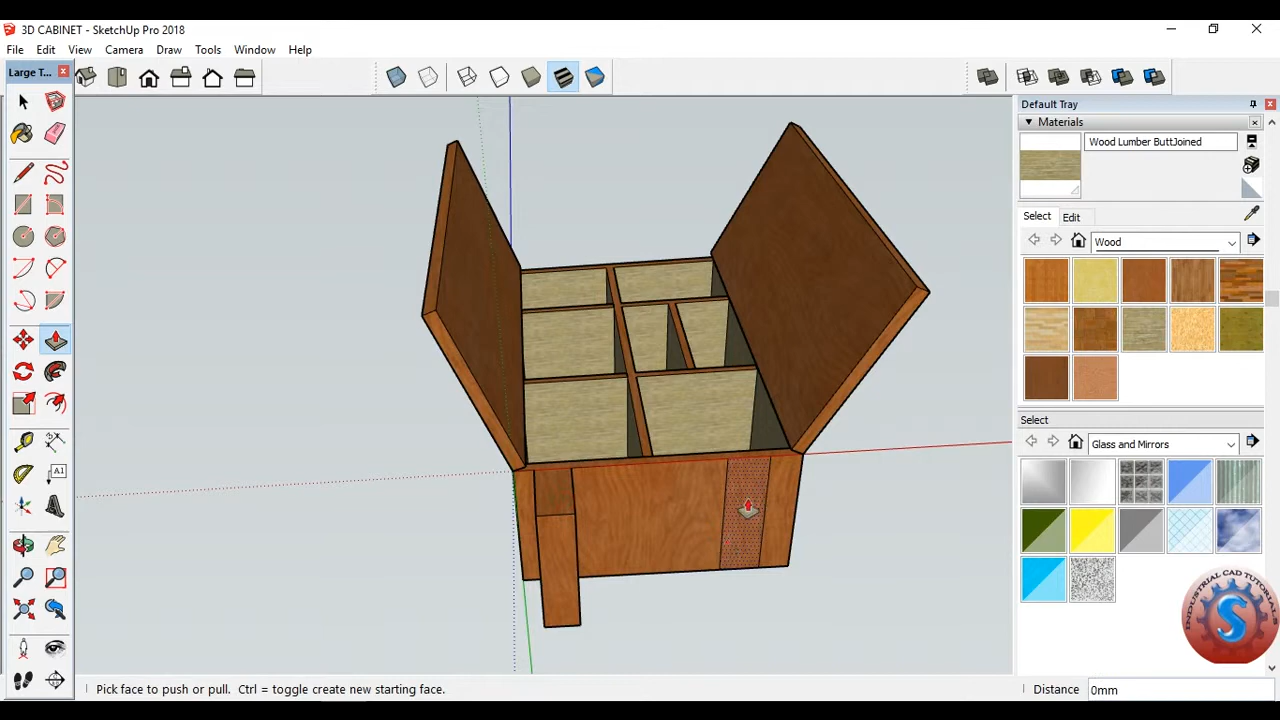 3D CABINET - SketchUp Pro 2018
File Edit View Camera Draw Tools Window Help
Large T...
Default Tray
Materials
Wood Lumber ButtJoined
Select Edit
Wood
Select
Glass and Mirrors
A1
INDUSTRIAL CAD TUTORIALS
S
Pick face to push or pull. Ctrl = toggle create new starting face.
Distance 0mm